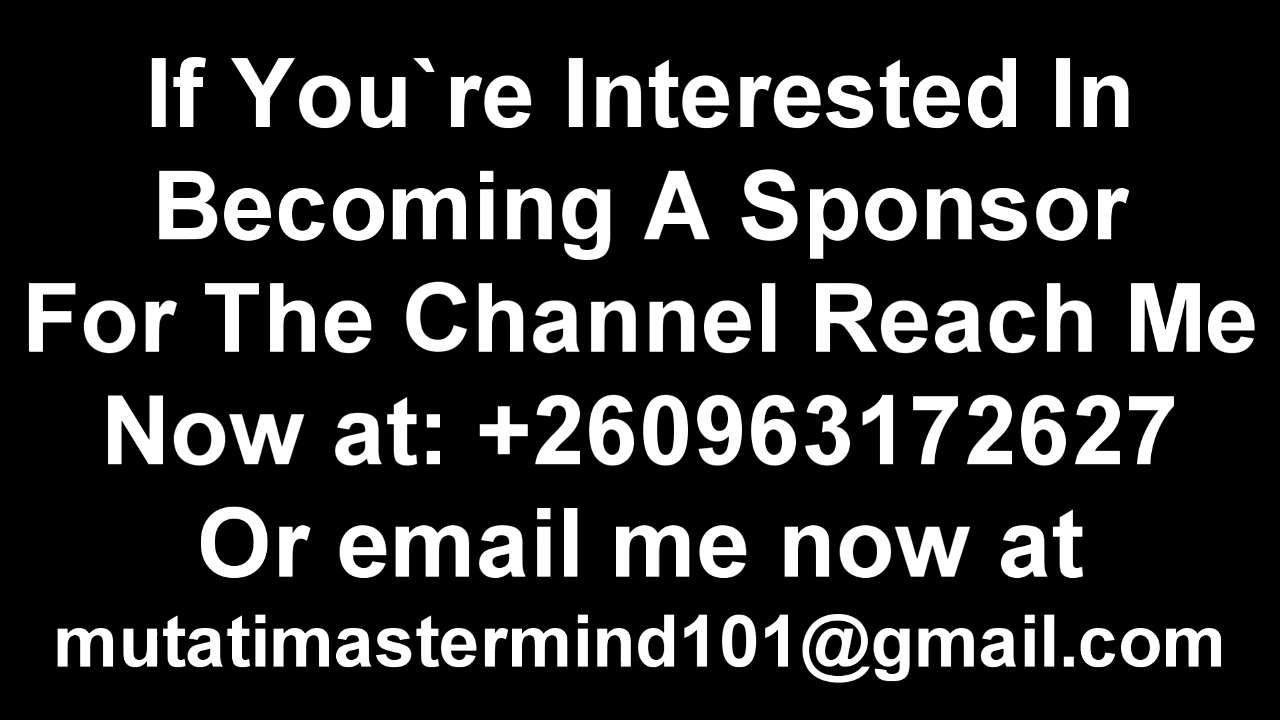 If You`re Interested In
Becoming A Sponsor
For The Channel Reach Me
Now at: +260963172627
Or email me now at
mutatimastermind101@gmail.com